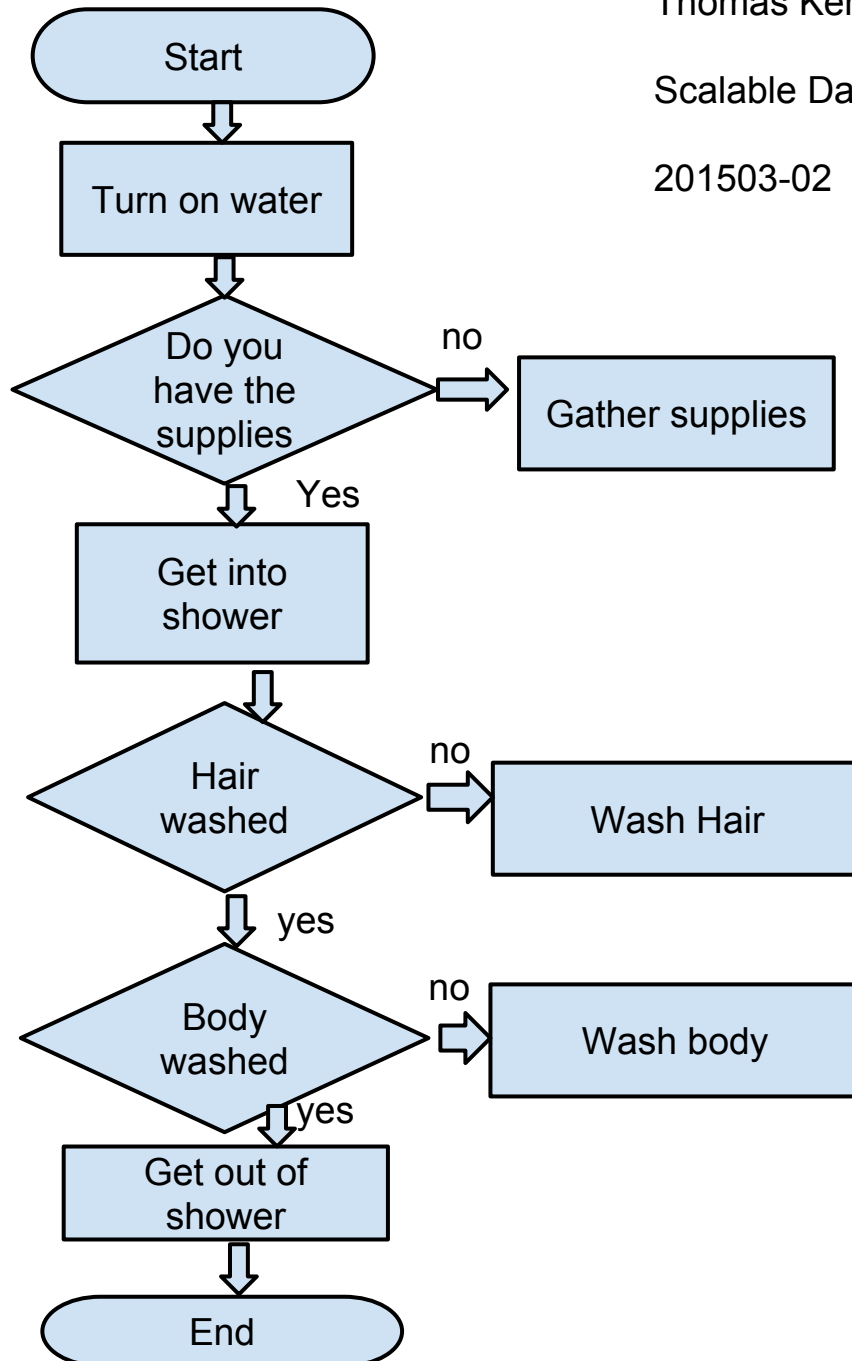 Thomas
Scalable
201503-02
Start
Turn on water
Do you
have the
supplies
no
Gather supplies
Yes
Get into
shower
Hair
washed
no
Wash Hair
yes
Body
washed
no
Wash body
yes
Get out of
shower
End